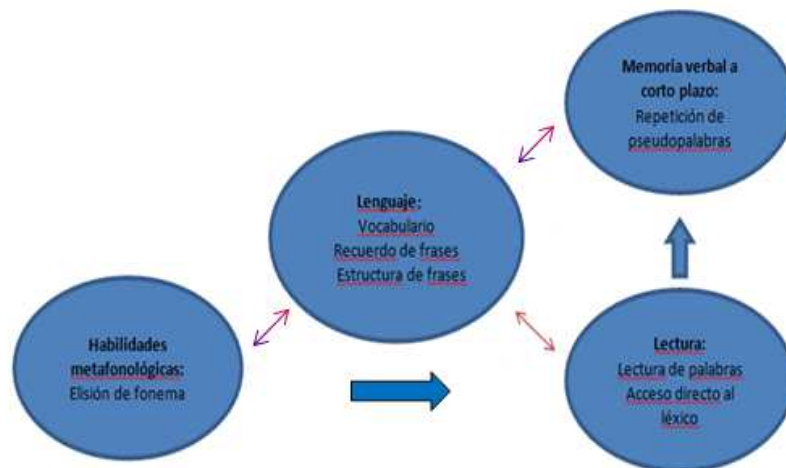 Memoria verbal a
corto plazo:
Repetición de
pseudopalabras
Lenguaje:
Vocabulario
Recuerdo de frases
Estructura de frases
Habilidades
metafonológicas:
Elisión de fonema
Lectura:
Lectura de palabras
Acceso directo al
léxico